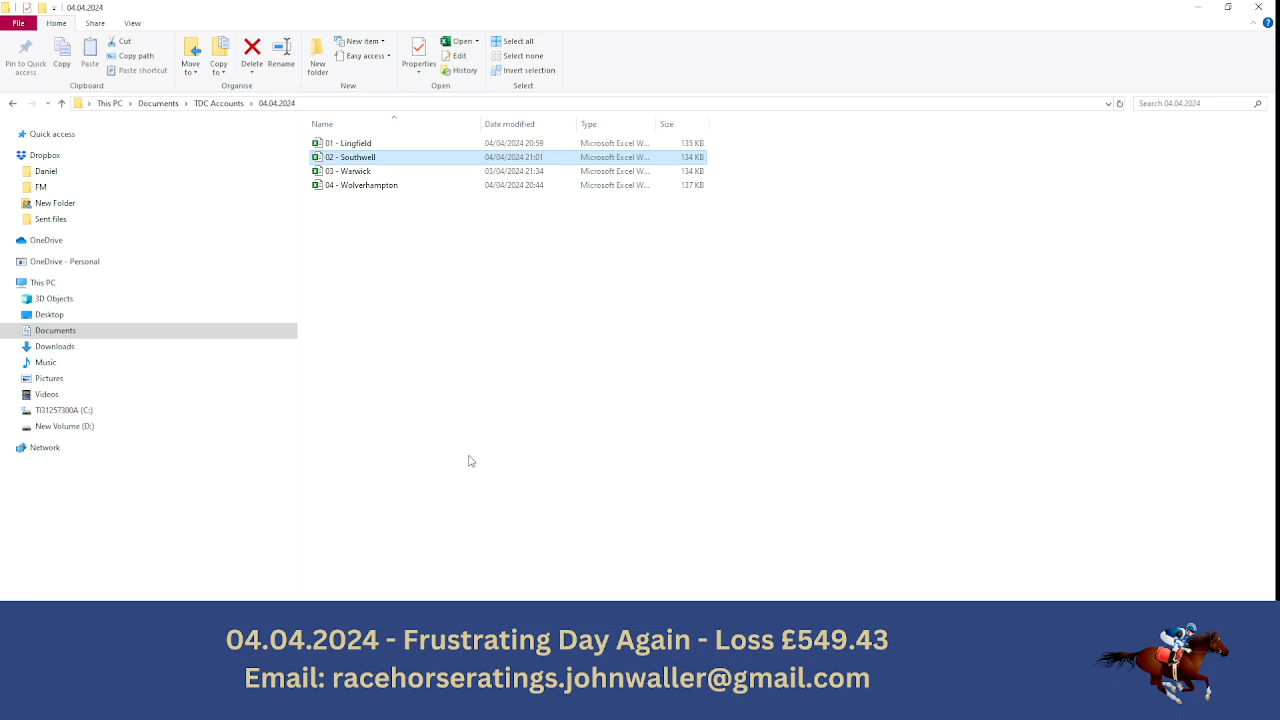 04.04.2024
File Home Share View
Pin to Quick access
Copy
Paste
Cut
Copy path
Paste shortcut
Clipboard
Move to
Copy to
Delete
Rename
Organise
New folder
New item
Easy access
New
Properties
Open
Edit
History
Open
Select all
Select none
Invert selection
Select
This PC > Documents > TDC Accounts > 04.04.2024
Search 04.04.2024
Quick access
Dropbox
Daniel
FM
New Folder
Sent files
OneDrive
OneDrive - Personal
This PC
3D Objects
Desktop
Documents
Downloads
Music
Pictures
Videos
TI31257300A (C:)
New Volume (D:)
Network
Name Date modified Type Size
01 - Lingfield 04/04/2024 20:59 Microsoft Excel W... 135 KB
02 - Southwell 04/04/2024 21:01 Microsoft Excel W... 134 KB
03 - Warwick 03/04/2024 21:34 Microsoft Excel W... 134 KB
04 - Wolverhampton 04/04/2024 20:44 Microsoft Excel W... 137 KB
04.04.2024 - Frustrating Day Again - Loss £549.43
Email: racehorseratings.johnwaller@gmail.com